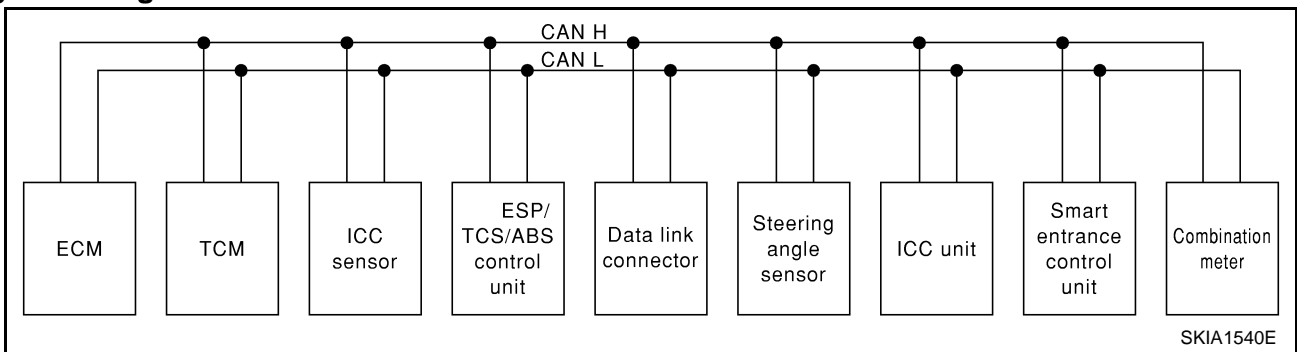 CAN H
CAN L
ECM
TCM
ICC
sensor
ESP/
TCS/ABS
control
unit
Data link
connector
Steering
angle
sensor
ICC unit
Smart
entrance
control
unit
Combination
meter
SKIA1540E